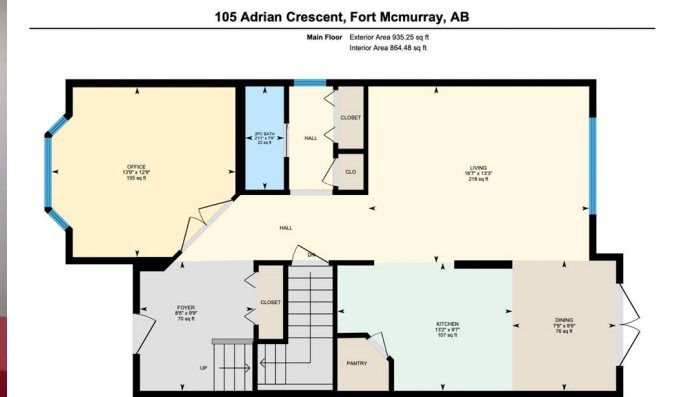 105 Adrian Crescent, Fort Mcmurray, AB
Main Floor Exterior Area 935.25 sq ft
Interior Area 864.48 sq ft
OFFICE
13'9" x 12'9"
155 sq ft
2PC BATH
2'11" x 7'9"
22 sq ft
HALL
CLOSET
CLO
LIVING
16'7" x 13'3"
218 sq ft
HALL
DN
FOYER
8'6" x 9'9"
70 sq ft
CLOSET
UP
KITCHEN
13'2" x 9'7"
107 sq ft
PANTRY
DINING
7'9" x 9'8"
76 sq ft